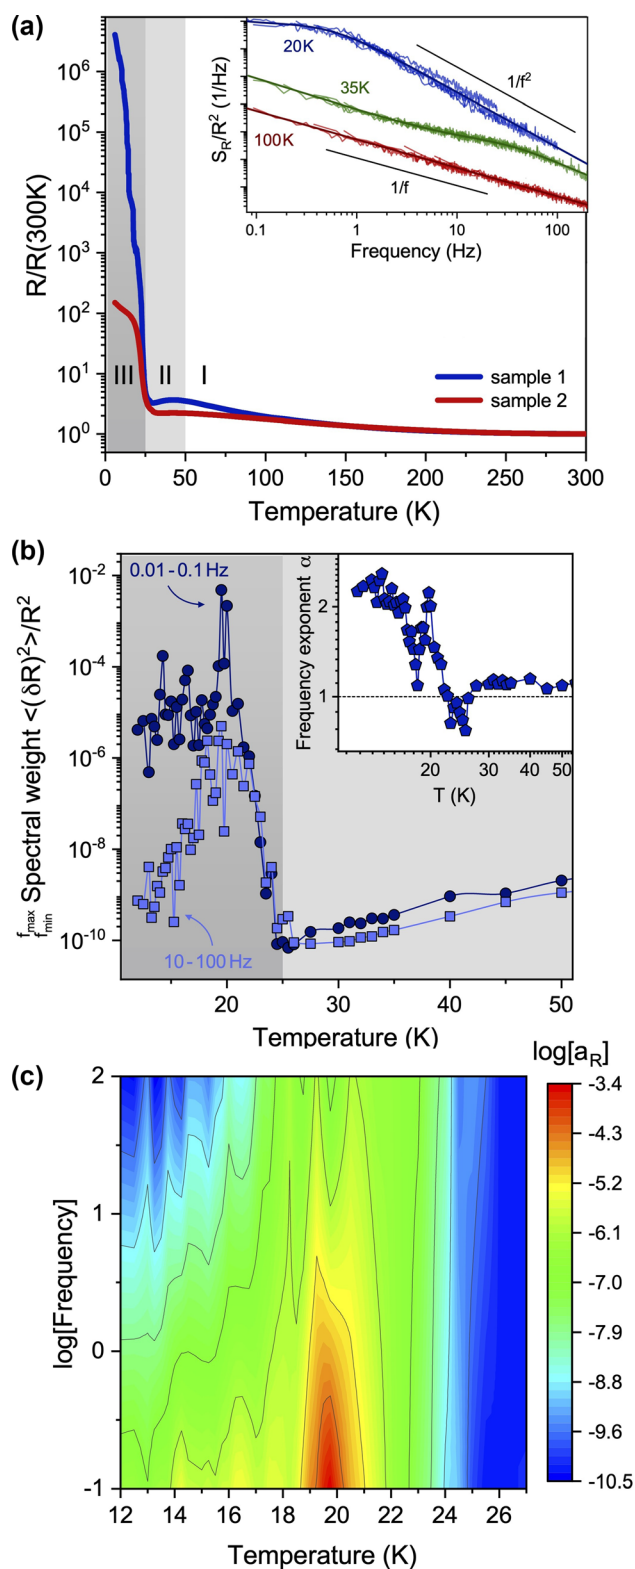 (a)
10^6
10^5
10^4
10^3
10^2
10^1
10^0
R/R(300K)
S_R/R^2 (1/Hz)
20K
35K
100K
1/f^2
1/f
0.1 1 10 100
Frequency (Hz)
III II I
sample 1
sample 2
0 25 50 75 100 125 150 175 200 225 250 275 300
Temperature (K)
(b)
10^-2
10^-4
10^-6
10^-8
10^-10
f_max f_min Spectral weight <(δR)^2>/R^2
0.01 - 0.1 Hz
10 - 100 Hz
Frequency exponent α
2
1
20 30 40 50
T (K)
20 30 40 50
Temperature (K)
(c)
log[a_R]
2
1
0
-1
log[Frequency]
12 14 16 18 20 22 24 26
Temperature (K)
-3.4
-4.3
-5.2
-6.1
-7.0
-7.9
-8.8
-9.6
-10.5